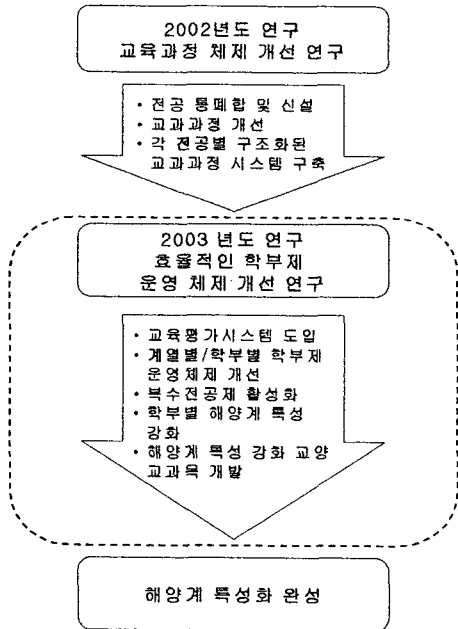 2002년도 연구
교육과정 체제 개선 연구
• 전공 통폐합 및 신설
• 교과과정 개선
• 각 전공별 구조화된
교과과정 시스템 구축
2003 년도 연구
효율적인 학부제
운영 체제 개선 연구
• 교육평가시스템 도입
• 계열별/학부별 학부제
운영체제 개선
• 복수전공제 활성화
• 학부별 해양계 특성
강화
• 해양계 특성 강화 교양
교과목 개발
해양계 특성화 완성